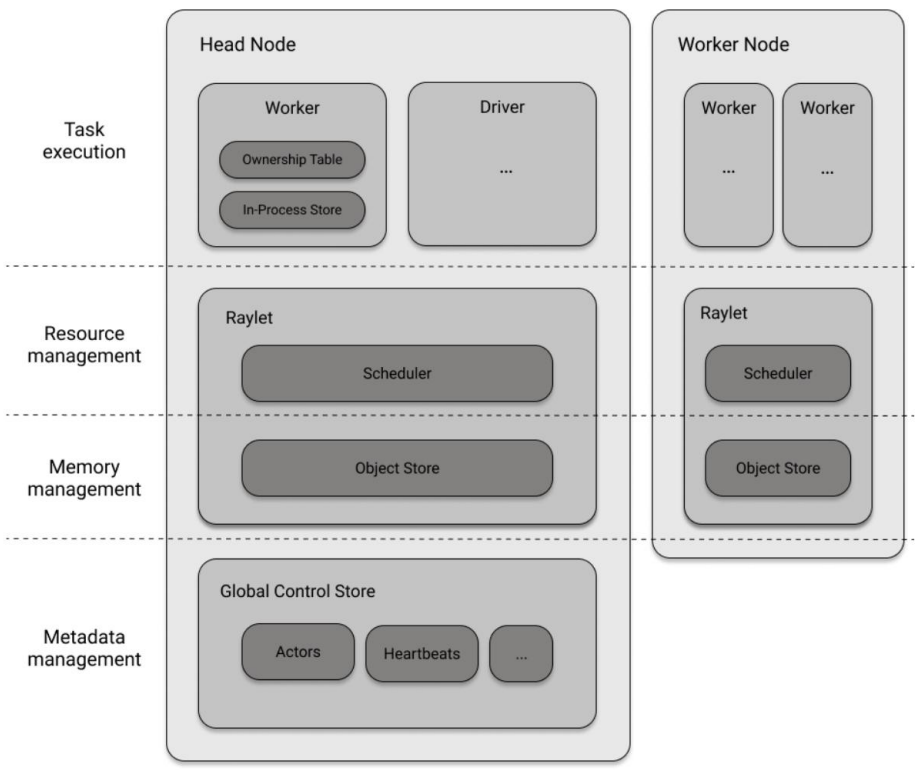 Head Node
Worker Node
Task
execution
Worker
Ownership Table
In-Process Store
Driver
...
Worker
...
Worker
...
Resource
management
Raylet
Scheduler
Raylet
Scheduler
Memory
management
Object Store
Object Store
Metadata
management
Global Control Store
Actors
Heartbeats
...